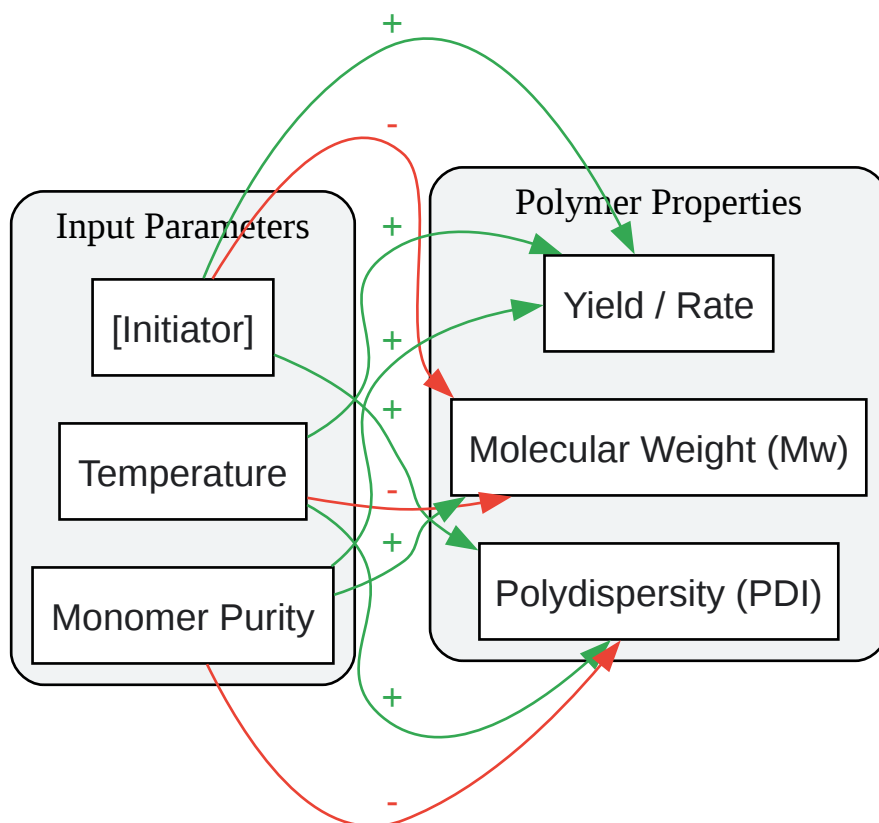 +
-
Input Parameters
Polymer Properties
+
[Initiator]
Yield / Rate
+
+
Temperature
Molecular Weight (Mw)
-
+
Monomer Purity
Polydispersity (PDI)
+
-